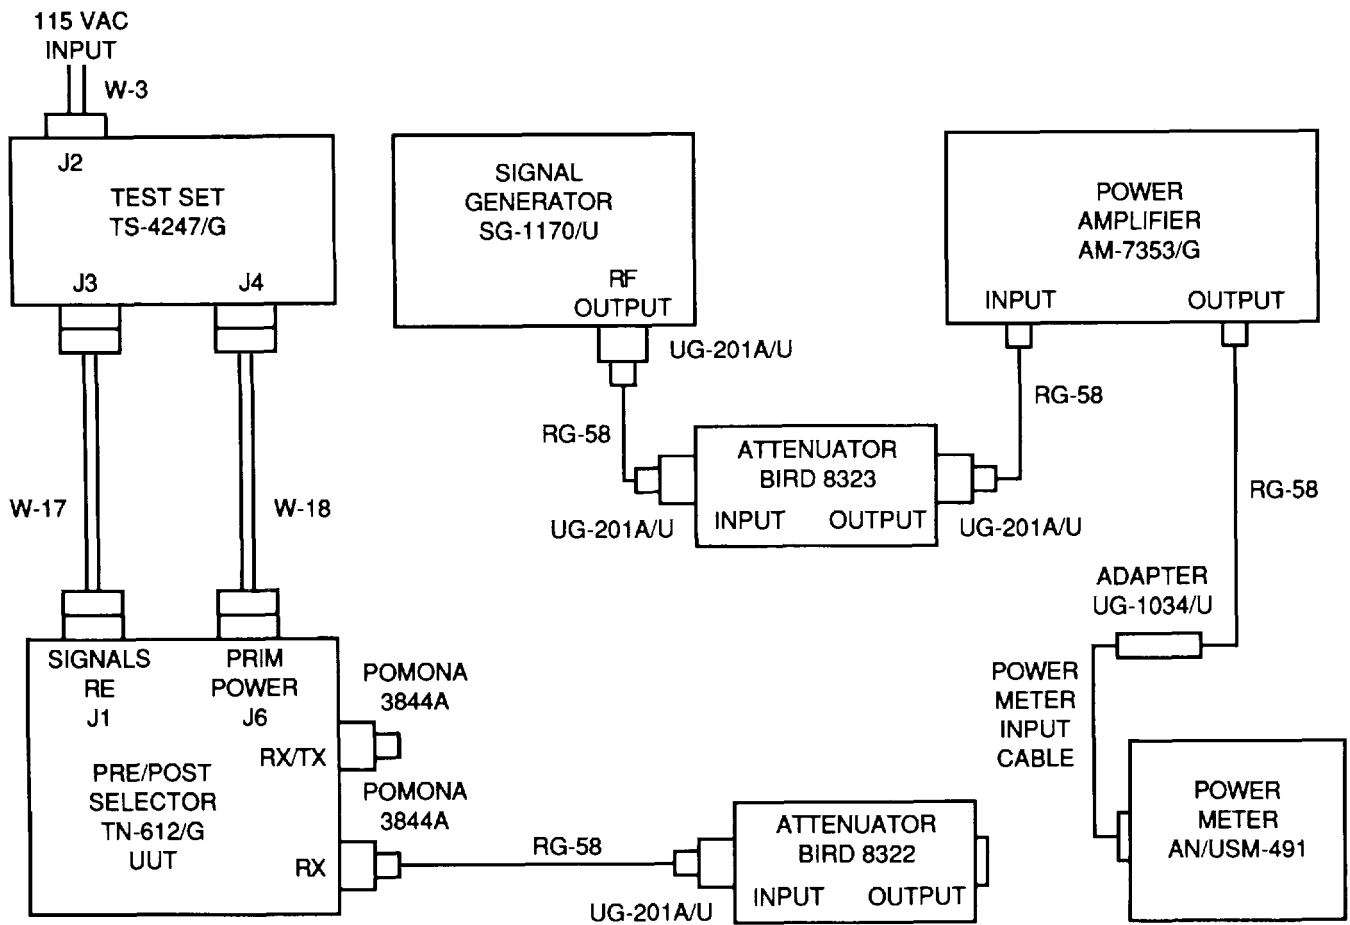 115 VAC
INPUT
W-3
J2
TEST SET
TS-4247/G
J3
J4
SIGNAL
GENERATOR
SG-1170/U
RF
OUTPUT
UG-201A/U
POWER
AMPLIFIER
AM-7353/G
INPUT
OUTPUT
RG-58
RG-58
ATTENUATOR
BIRD 8323
INPUT
OUTPUT
UG-201A/U
UG-201A/U
RG-58
W-17
W-18
ADAPTER
UG-1034/U
SIGNALS
RE
J1
PRIM
POWER
J6
POMONA
3844A
RX/TX
PRE/POST
SELECTOR
TN-612/G
UUT
POMONA
3844A
RX
RG-58
UG-201A/U
ATTENUATOR
BIRD 8322
INPUT
OUTPUT
POWER
METER
INPUT
CABLE
POWER
METER
AN/USM-491